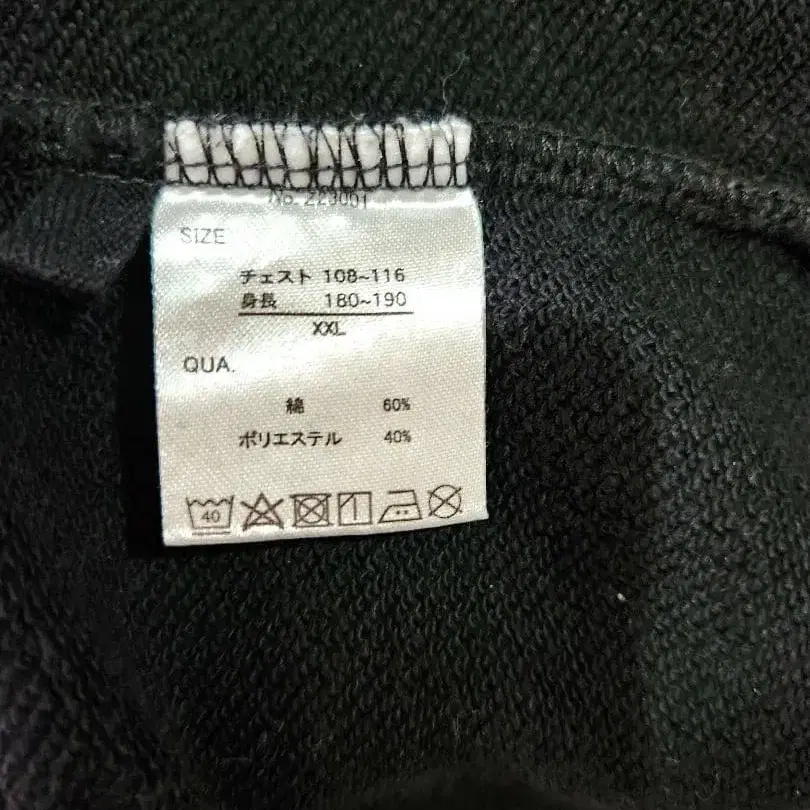 No. 223001
SIZE
チェスト 108~116
身長 180~190
XXL
QUA.
綿 60%
ポリエステル 40%
40